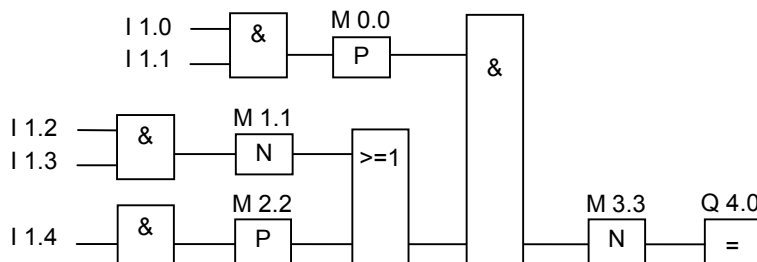 I 1.0
&
M 0.0
I 1.1
P
&
I 1.2
&
M 1.1
I 1.3
N
>=1
M 2.2
M 3.3
Q 4.0
I 1.4
&
P
N
=